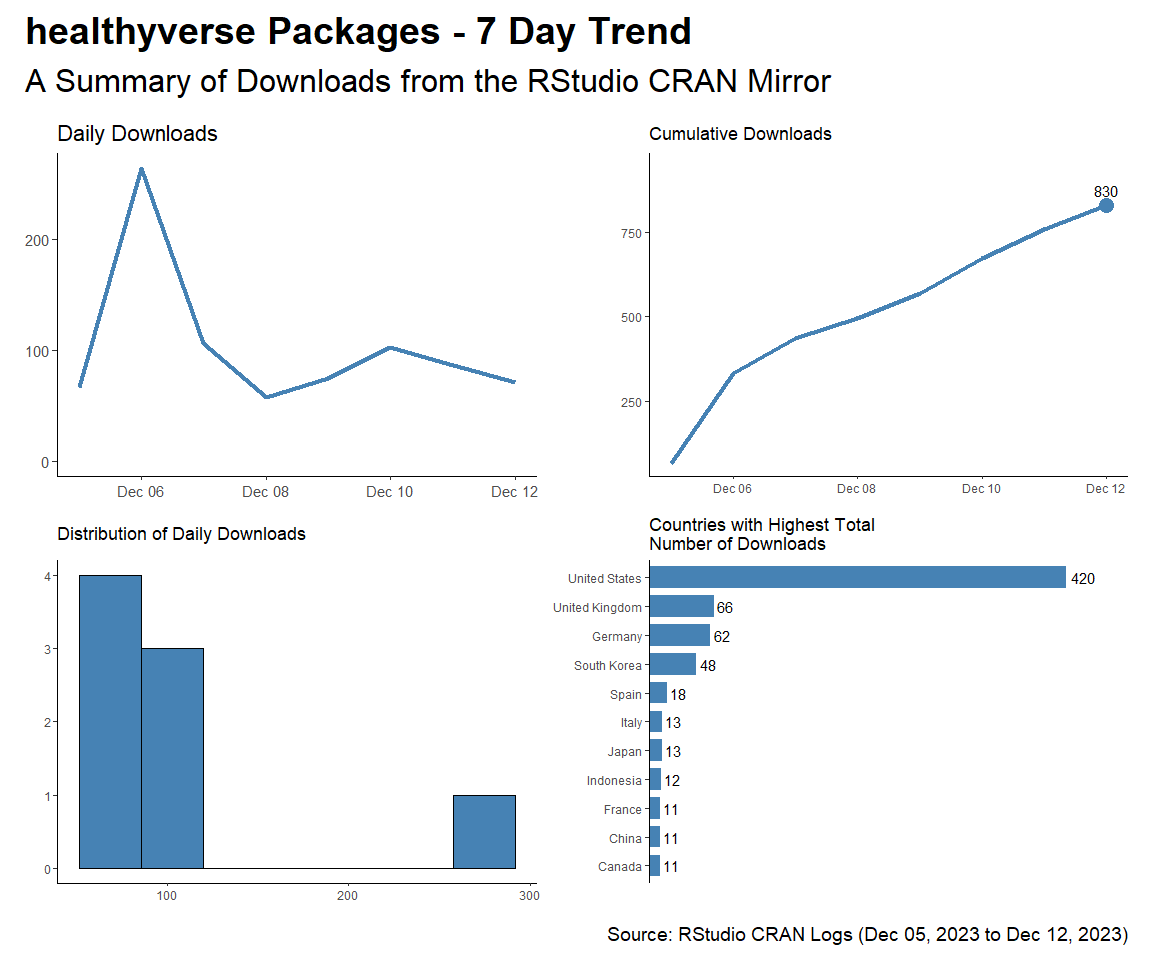 healthyverse Packages - 7 Day Trend
A Summary of Downloads from the RStudio CRAN Mirror
Daily Downloads
200
100
0
Dec 06
Dec 08
Dec 10
Dec 12
Cumulative Downloads
830
750
500
250
Dec 06
Dec 08
Dec 10
Dec 12
Distribution of Daily Downloads
4
3
2
1
0
100
200
300
Countries with Highest Total
Number of Downloads
United States 420
United Kingdom 66
Germany 62
South Korea 48
Spain 18
Italy 13
Japan 13
Indonesia 12
France 11
China 11
Canada 11
Source: RStudio CRAN Logs (Dec 05, 2023 to Dec 12, 2023)